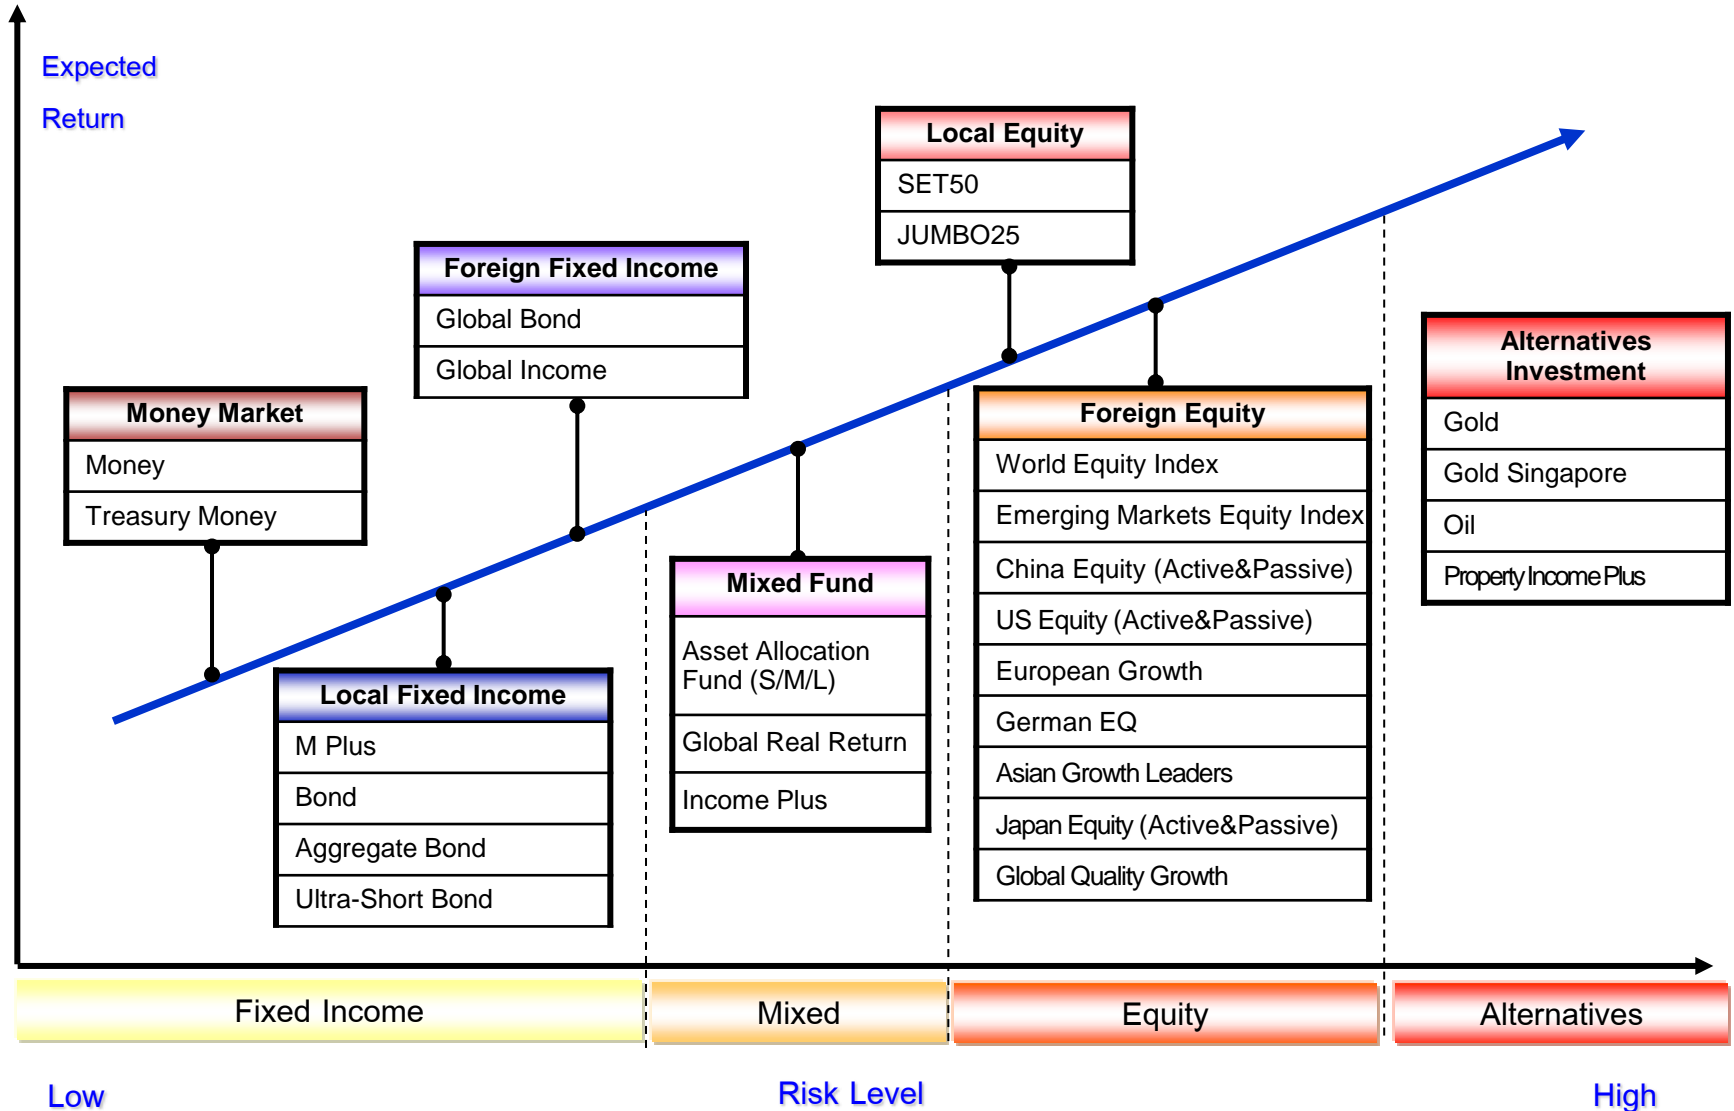 Expected
Return
Local Equity
SET50
JUMBO25
Foreign Fixed Income
Global Bond
Global Income
Alternatives
Investment
Gold
Gold Singapore
Oil
Property Income Plus
Money Market
Money
Treasury Money
Foreign Equity
World Equity Index
Emerging Markets Equity Index
China Equity (Active&Passive)
US Equity (Active&Passive)
European Growth
German EQ
Asian Growth Leaders
Japan Equity (Active&Passive)
Global Quality Growth
Mixed Fund
Asset Allocation
Fund (S/M/L)
Global Real Return
Income Plus
Local Fixed Income
M Plus
Bond
Aggregate Bond
Ultra-Short Bond
Fixed Income
Mixed
Equity
Alternatives
Low
Risk Level
High